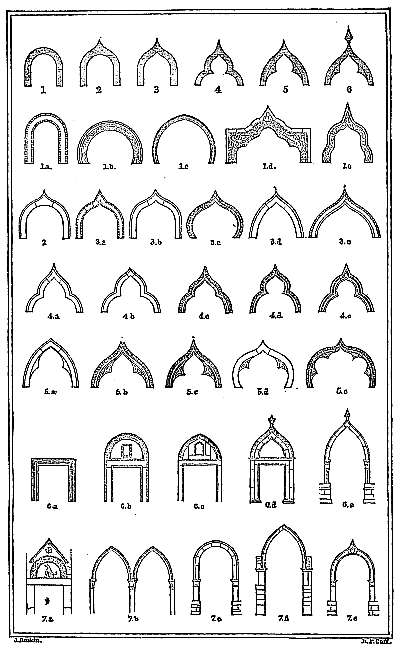 1 2 3 4 5 6
1.a. 1.b. 1.c 1.d. 1.e
2 3.a 3.b 3.c 3.d 3.e
4.a 4.b 4.c 4.d. 4.e
5.a 5.b 5.c 5.d 5.e
6.a 6.b 6.c 6.d 6.e
7.a 7.b 7.c 7.d 7.e
J. Ruskin.